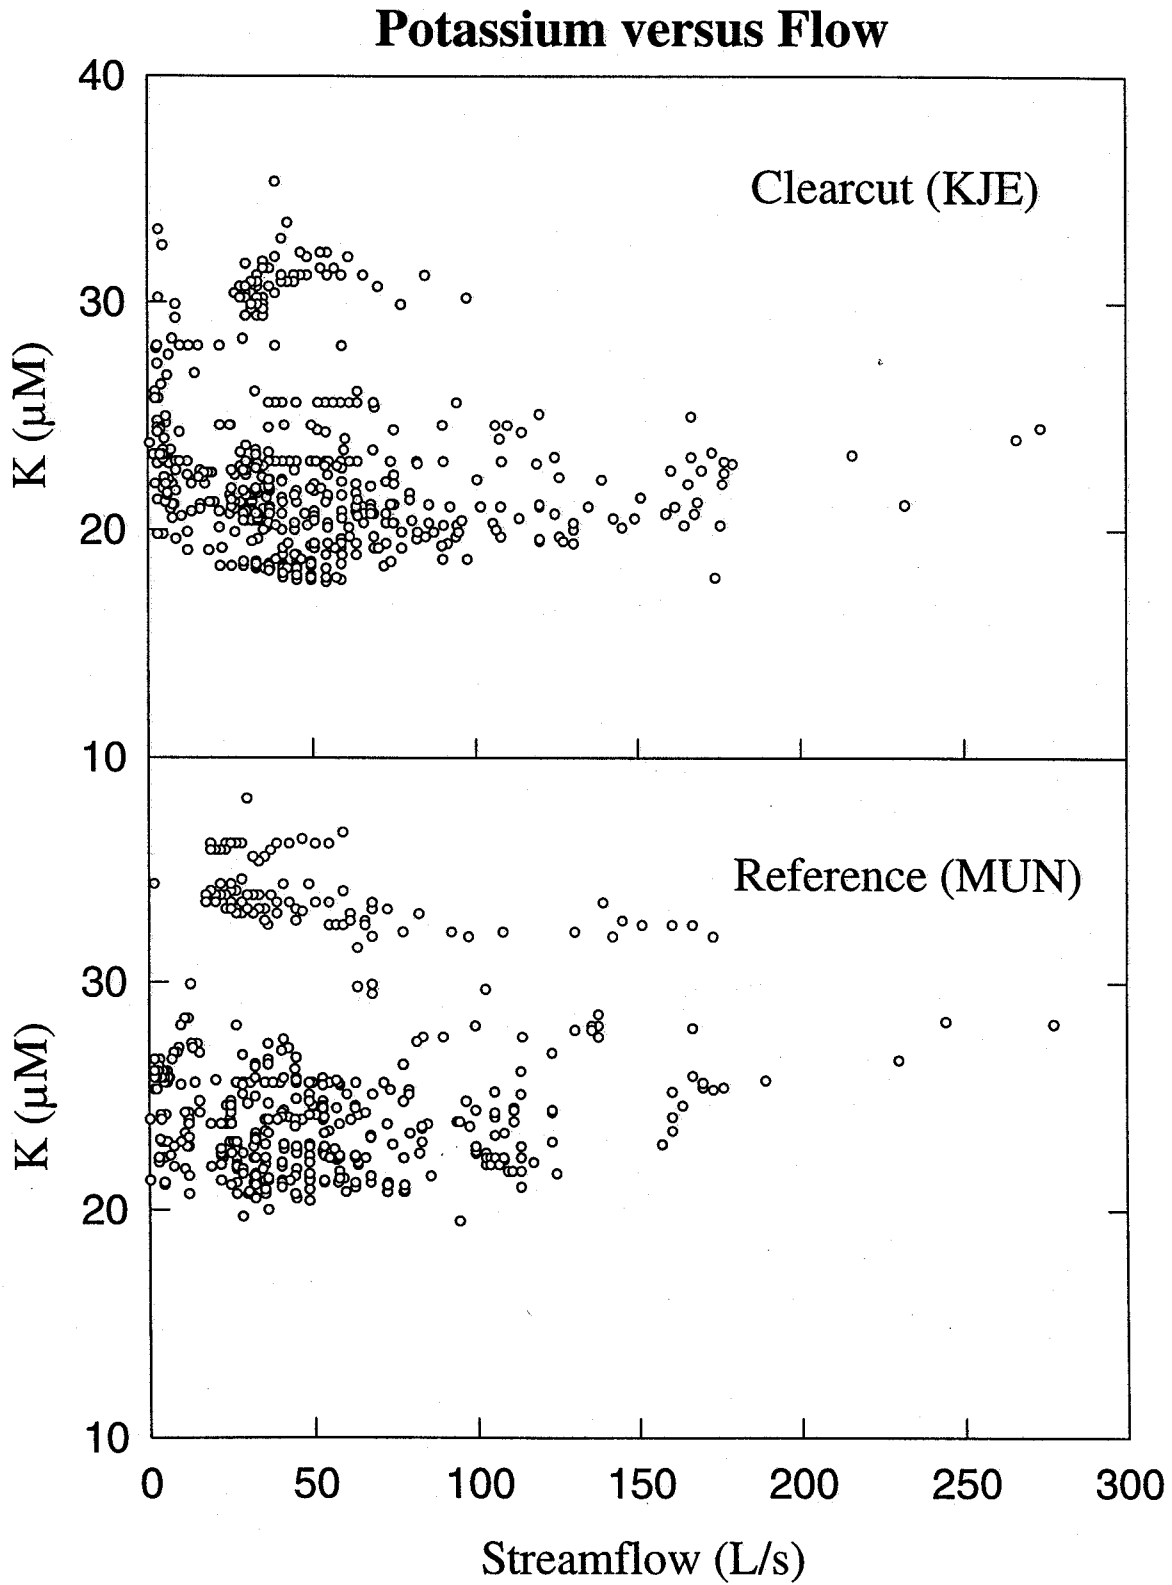 Potassium versus Flow
40
Clearcut (KJE)
30
K (μM)
20
10
Reference (MUN)
30
K (μM)
20
10
0 50 100 150 200 250 300
Streamflow (L/s)